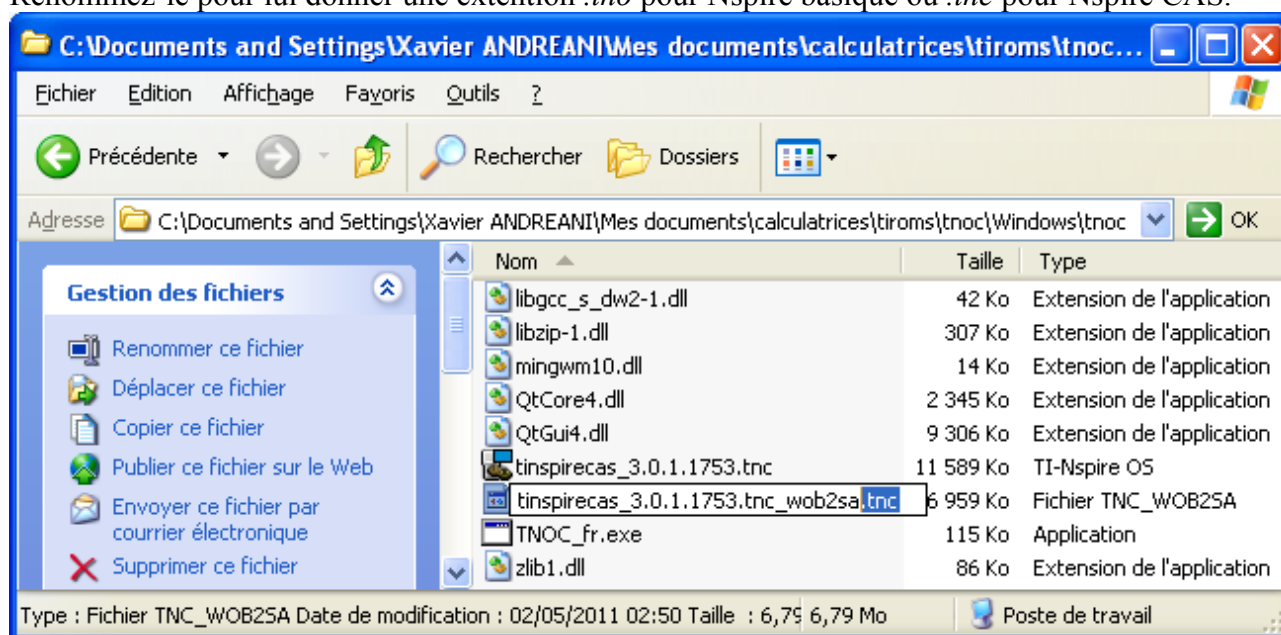 Renommez-le pour lui donner une extention .tno pour Nspire basique ou .tnc pour Nspire CAS.
C:\Documents and Settings\Xavier ANDREANI\Mes documents\calculatrices\tiroms\tnoc...
Fichier Edition Affichage Favoris Outils ?
Précédente Rechercher Dossiers
Adresse C:\Documents and Settings\Xavier ANDREANI\Mes documents\calculatrices\tiroms\tnoc\Windows\tnoc OK
Nom Taille Type
Gestion des fichiers
Renommer ce fichier
Déplacer ce fichier
Copier ce fichier
Publier ce fichier sur le Web
Envoyer ce fichier par
courrier électronique
Supprimer ce fichier
libgcc_s_dw2-1.dll 42 Ko Extension de l'application
libzip-1.dll 307 Ko Extension de l'application
mingwm10.dll 14 Ko Extension de l'application
QtCore4.dll 2 345 Ko Extension de l'application
QtGui4.dll 9 306 Ko Extension de l'application
tinspirecas_3.0.1.1753.tnc 11 589 Ko TI-Nspire OS
tinspirecas_3.0.1.1753.tnc_wob2sa.tnc 6 959 Ko Fichier TNC_WOB2SA
TNOC_fr.exe 115 Ko Application
zlib1.dll 86 Ko Extension de l'application
Type : Fichier TNC_WOB2SA Date de modification : 02/05/2011 02:50 Taille : 6,79 6,79 Mo Poste de travail